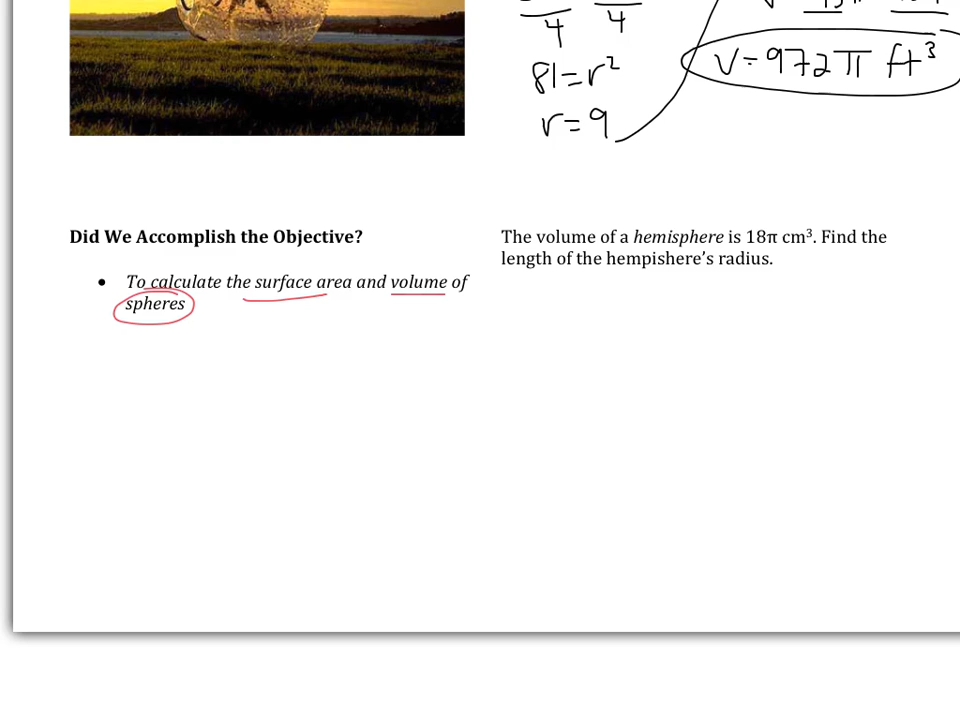 4 4
81=r²
r=9
V=972π ft³
Did We Accomplish the Objective?
• To calculate the surface area and volume of
spheres
The volume of a hemisphere is 18π cm³. Find the
length of the hempishere’s radius.